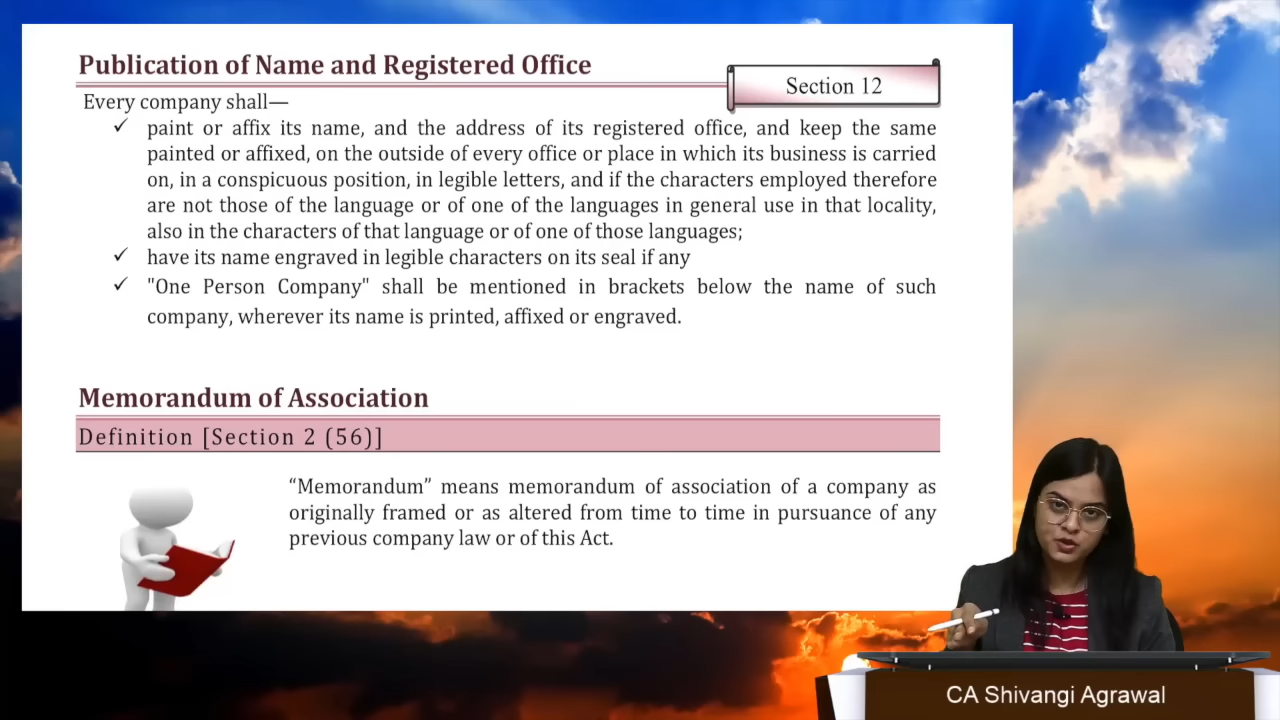 Publication of Name and Registered Office
Section 12
Every company shall—
✓ paint or affix its name, and the address of its registered office, and keep the same
painted or affixed, on the outside of every office or place in which its business is carried
on, in a conspicuous position, in legible letters, and if the characters employed therefore
are not those of the language or of one of the languages in general use in that locality,
also in the characters of that language or of one of those languages;
✓ have its name engraved in legible characters on its seal if any
✓ "One Person Company" shall be mentioned in brackets below the name of such
company, wherever its name is printed, affixed or engraved.
Memorandum of Association
Definition [Section 2 (56)]
“Memorandum” means memorandum of association of a company as
originally framed or as altered from time to time in pursuance of any
previous company law or of this Act.
CA Shivangi Agrawal